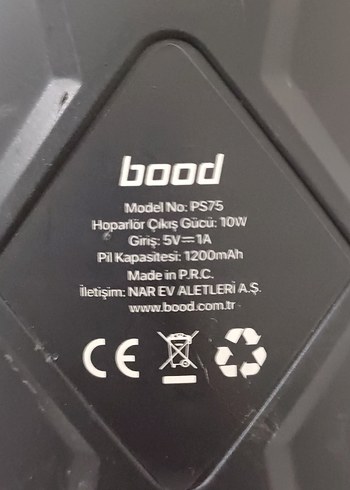 bood
Model No: PS75
Hoparlör Çıkış Gücü: 10W
Giriş: 5V⎓1A
Pil Kapasitesi: 1200mAh
Made in P.R.C.
İletişim: NAR EV ALETLERİ A.Ş.
www.bood.com.tr
CE